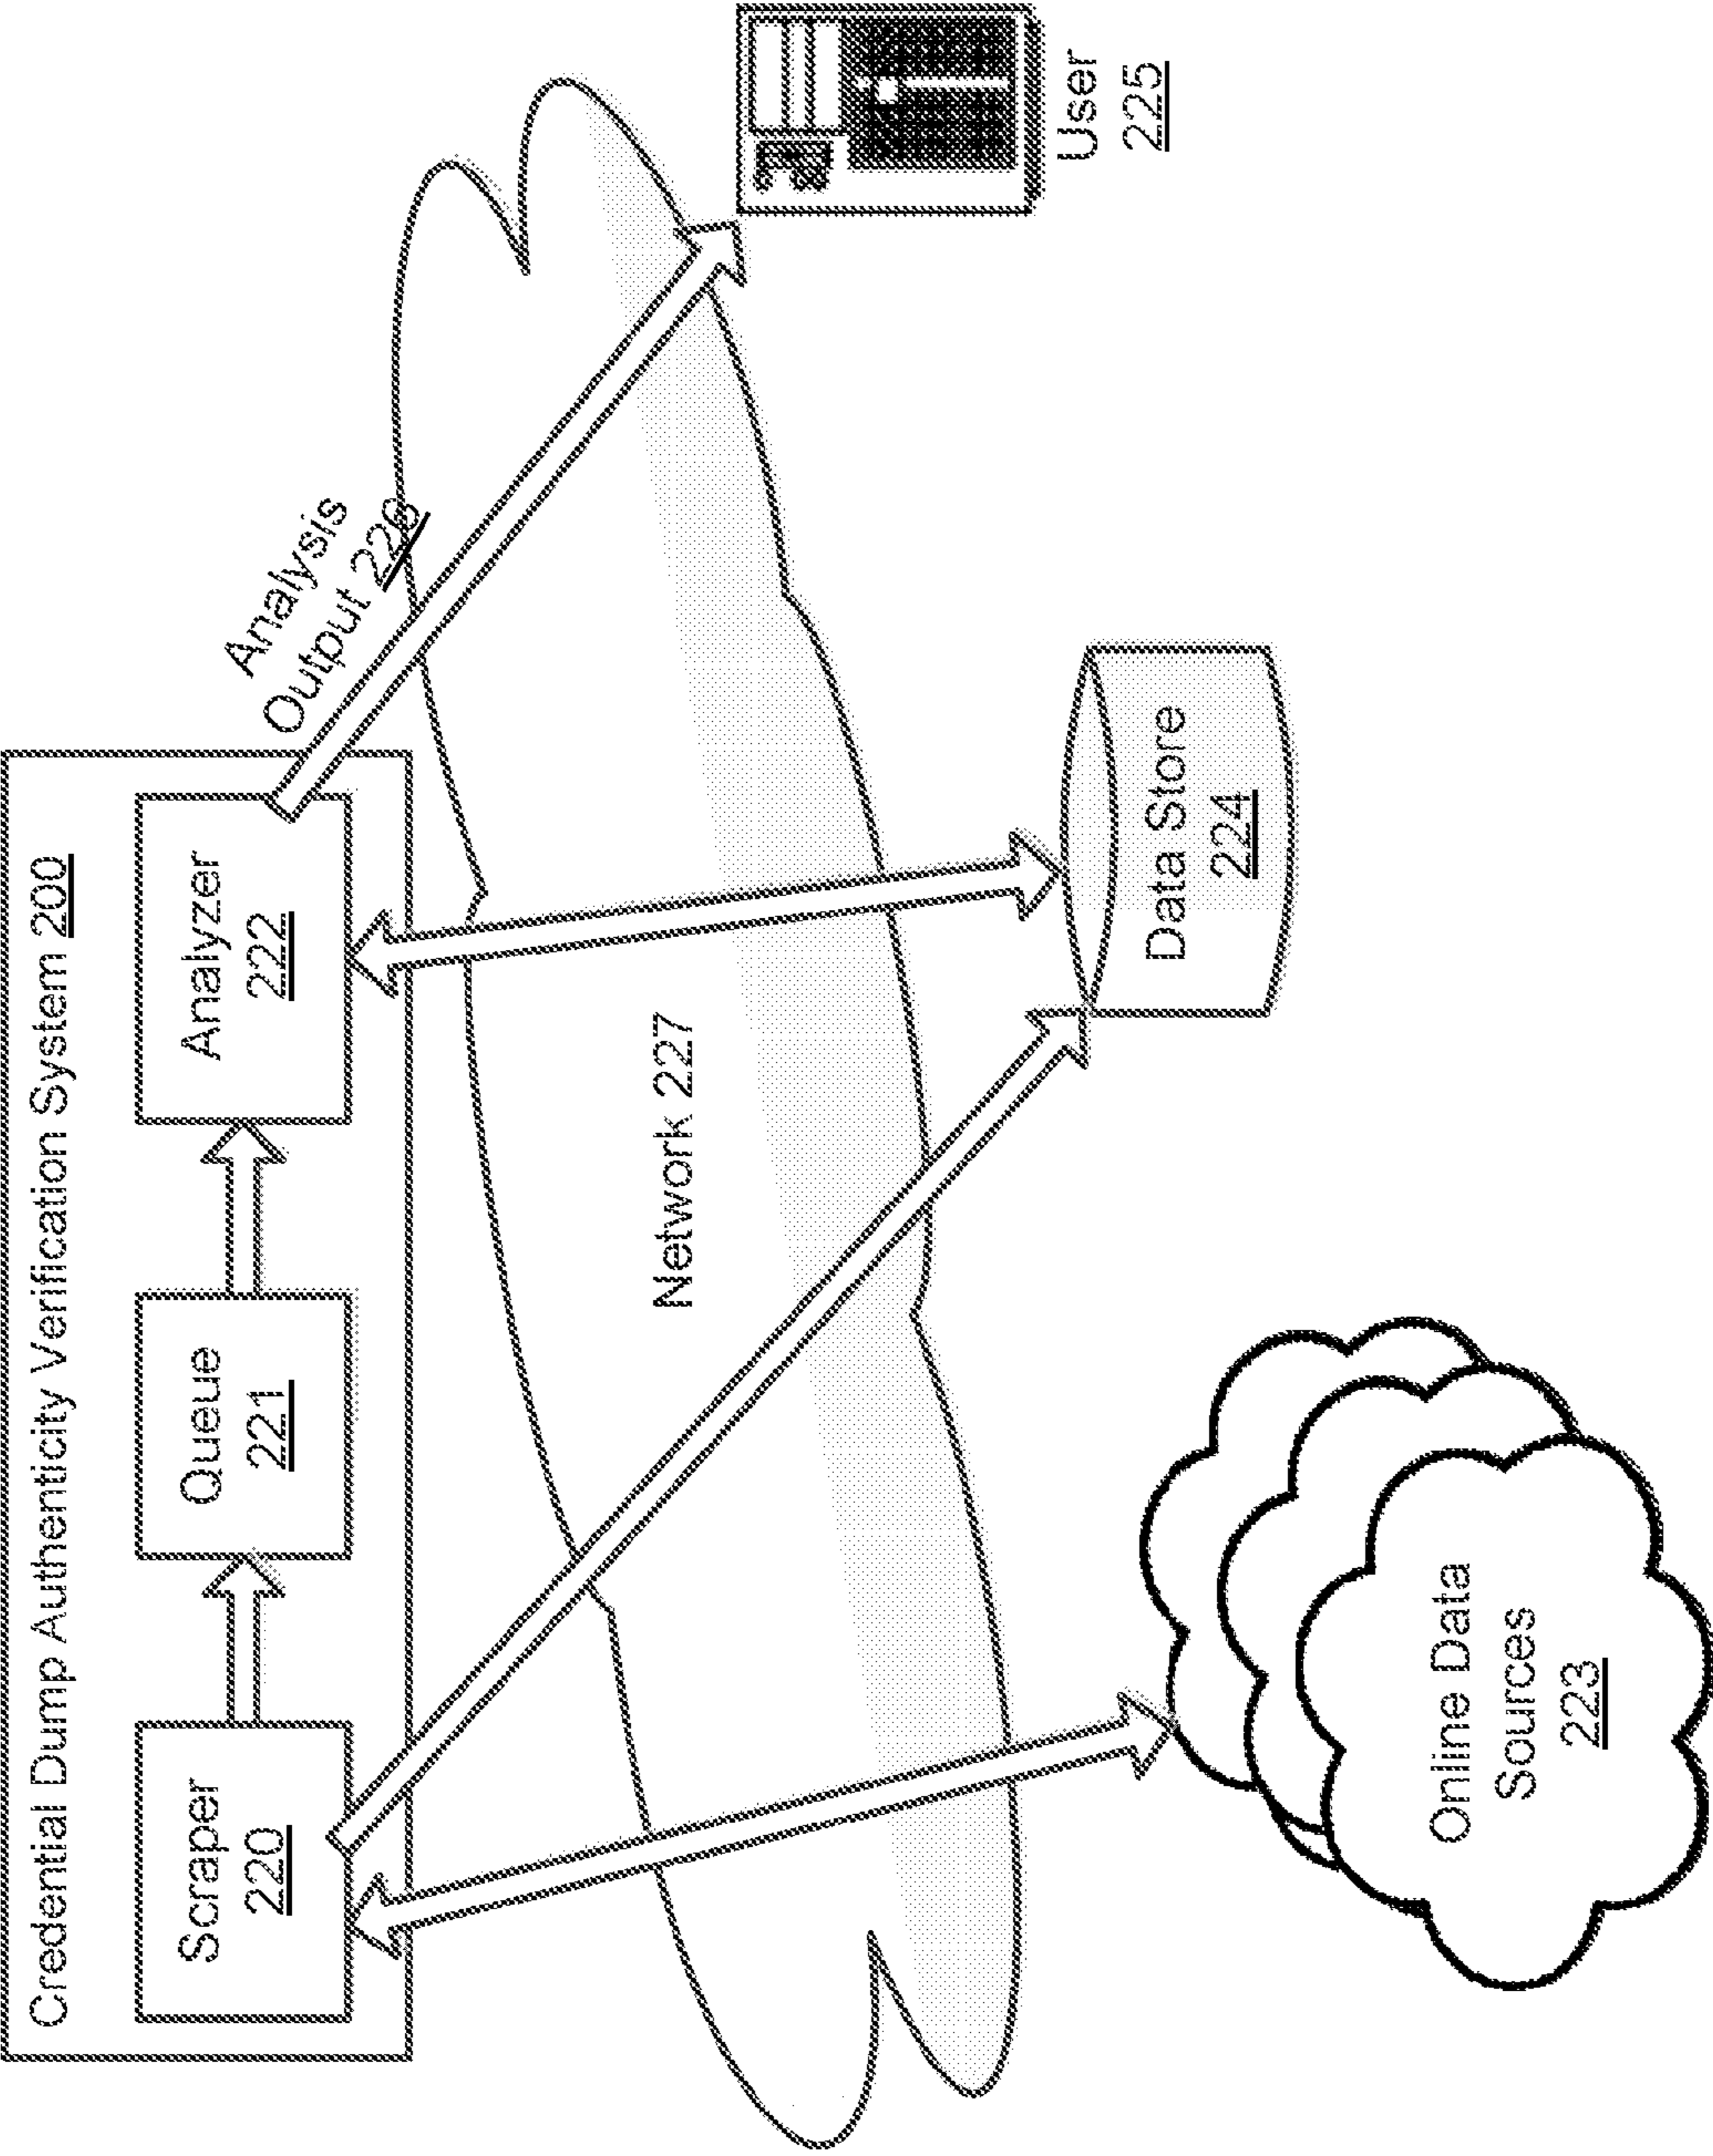 Credential Dump Authenticity Verification System 200
Scraper
220
Queue
221
Analyzer
222
Analysis
Output 226
Network 227
User
225
Data Store
224
Online Data
Sources
223